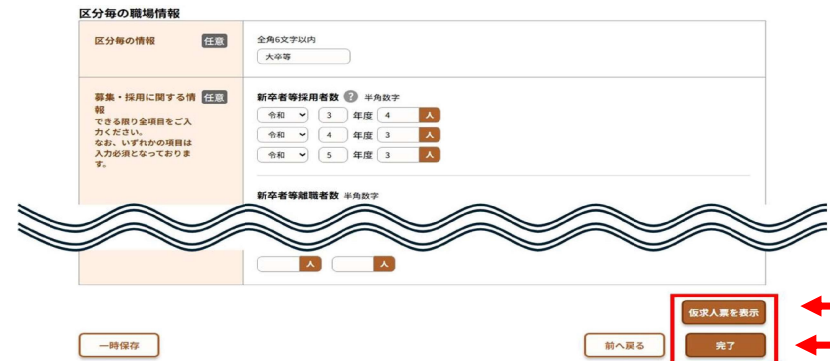 区分毎の職場情報
区分毎の情報 任意
全角6文字以内
大卒等
募集・採用に関する情報 任意
できる限り全項目をご入
力ください。
なお、いずれかの項目は
入力必須となっておりま
す。
新卒者等採用者数 ? 半角数字
令和 3 年度 4 人
令和 4 年度 3 人
令和 5 年度 3 人
新卒者等離職者数 半角数字
人 人
仮求人票を表示
一時保存 前へ戻る 完了